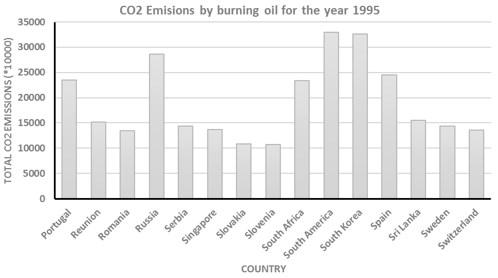 CO2 Emisions by burning oil for the year 1995
TOTAL CO2 EMISSIONS (*10000)
35000
30000
25000
20000
15000
10000
5000
0
Portugal
Reunion
Romania
Russia
Serbia
Singapore
Slovakia
Slovenia
South Africa
South America
South Korea
Spain
Sri Lanka
Sweden
Switzerland
COUNTRY